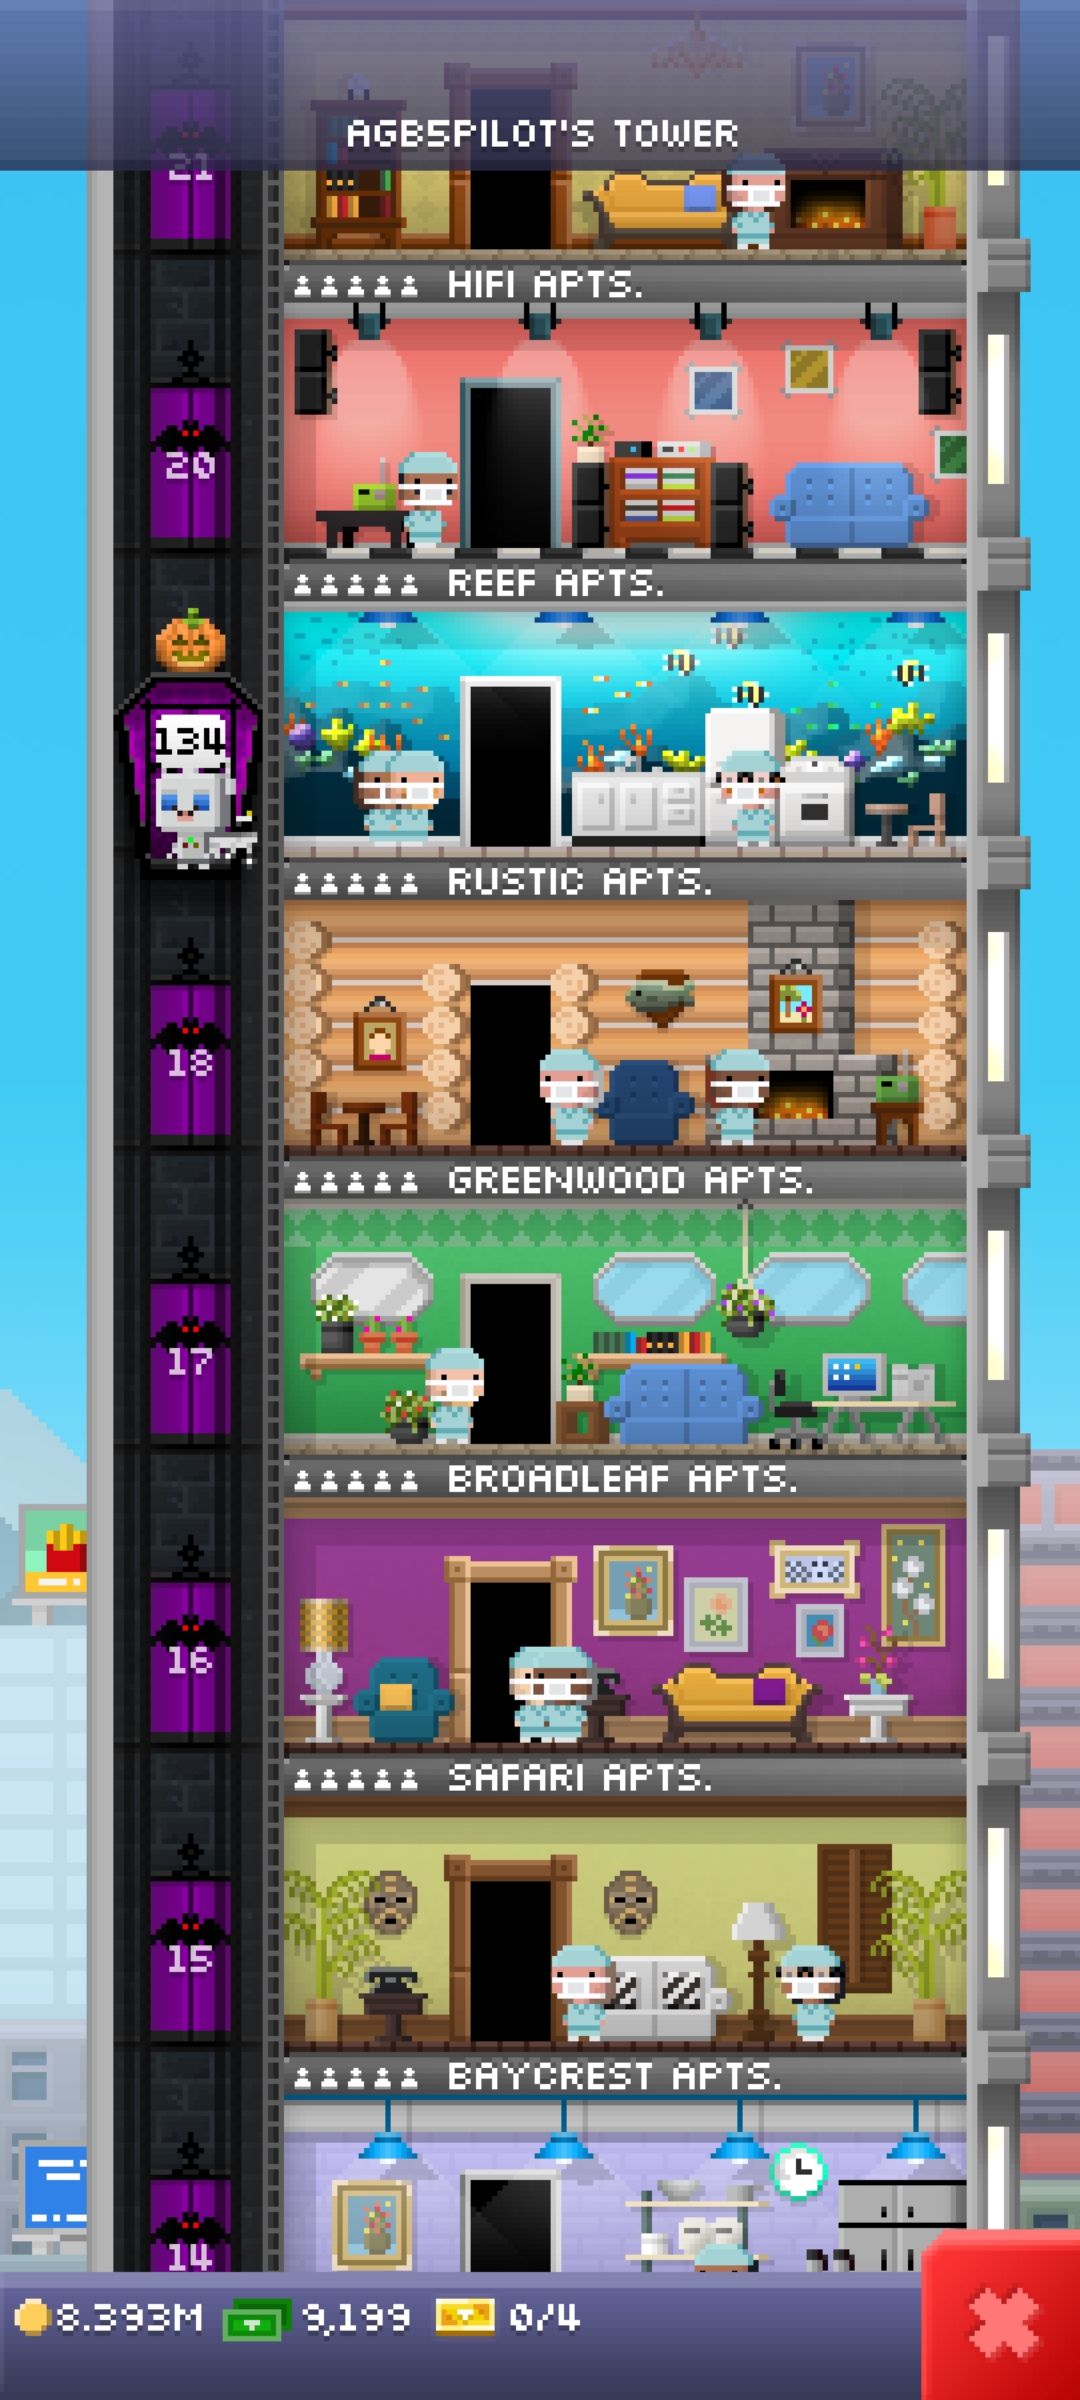 AGB5PILOT'S TOWER
21
HIFI APTS.
20
REEF APTS.
134
RUSTIC APTS.
18
GREENWOOD APTS.
17
BROADLEAF APTS.
16
SAFARI APTS.
15
BAYCREST APTS.
14
8.393M 9,199 0/4